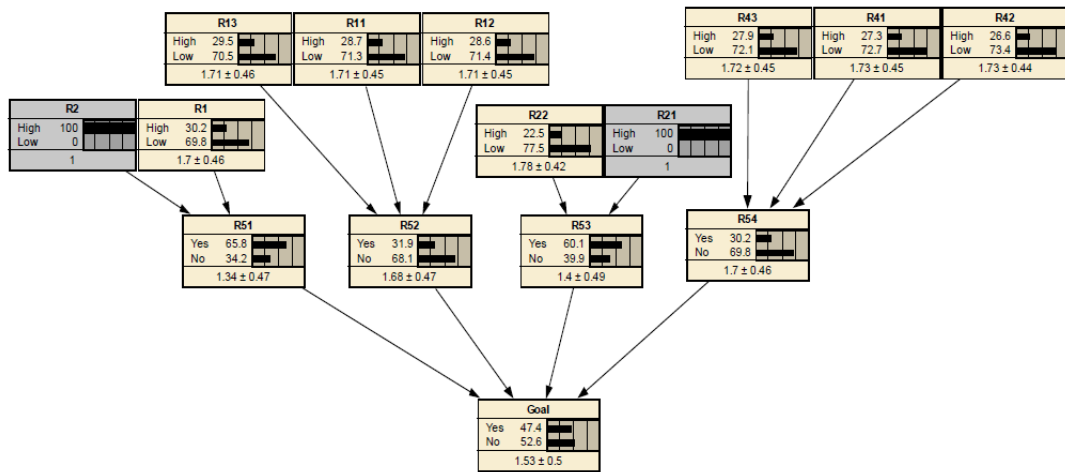 R13
High 29.5
Low 70.5
1.71 ± 0.46
R11
High 28.7
Low 71.3
1.71 ± 0.45
R12
High 28.6
Low 71.4
1.71 ± 0.45
R43
High 27.9
Low 72.1
1.72 ± 0.45
R41
High 27.3
Low 72.7
1.73 ± 0.45
R42
High 26.6
Low 73.4
1.73 ± 0.44
R2
High 100
Low 0
1
R1
High 30.2
Low 69.8
1.7 ± 0.46
R22
High 22.5
Low 77.5
1.78 ± 0.42
R21
High 100
Low 0
1
R51
Yes 65.8
No 34.2
1.34 ± 0.47
R52
Yes 31.9
No 68.1
1.68 ± 0.47
R53
Yes 60.1
No 39.9
1.4 ± 0.49
R54
Yes 30.2
No 69.8
1.7 ± 0.46
Goal
Yes 47.4
No 52.6
1.53 ± 0.5